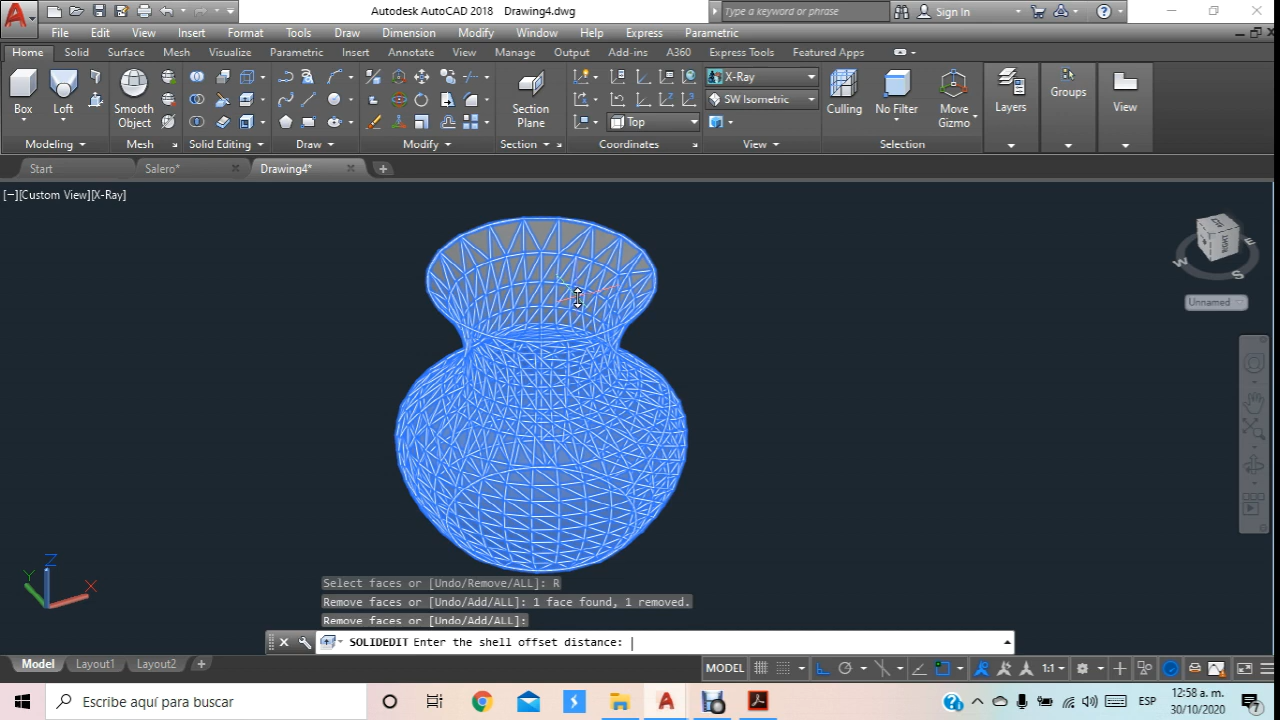 Autodesk AutoCAD 2018 Drawing4.dwg
Type a keyword or phrase
Sign In
File Edit View Insert Format Tools Draw Dimension Modify Window Help Express Parametric
Home Solid Surface Mesh Visualize Parametric Insert Annotate View Manage Output Add-ins A360 Express Tools Featured Apps
Box
Loft
Smooth
Object
Section
Plane
X-Ray
SW Isometric
Top
Culling
No Filter
Move
Gizmo
Layers
Groups
View
Modeling
Mesh
Solid Editing
Draw
Modify
Section
Coordinates
View
Selection
Start
Salero*
Drawing4*
[−][Custom View][X-Ray]
RIGHT
W
S
E
Unnamed
Z
Y
X
Select faces or [Undo/Remove/ALL]: R
Remove faces or [Undo/Add/ALL]: 1 face found, 1 removed.
Remove faces or [Undo/Add/ALL]:
SOLIDEDIT Enter the shell offset distance:
Model Layout1 Layout2
MODEL
1:1
Escribe aquí para buscar
ESP
12:58 a. m.
30/10/2020
7